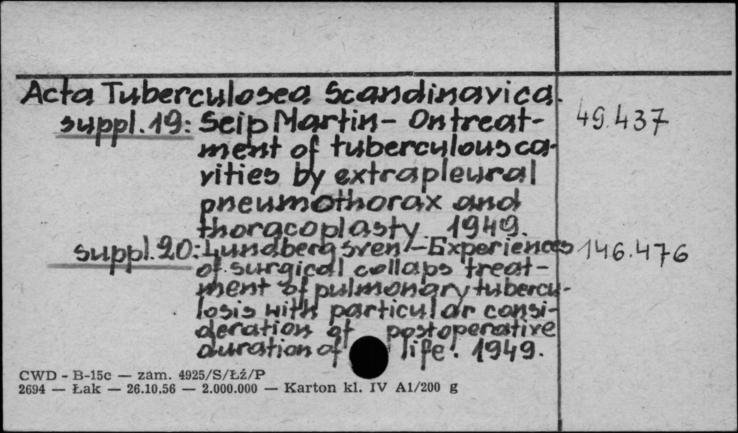 Acta Tuberculosea Scandinavica.
suppl. 19: Seip Martin - On treat- 49.437
ment of tuberculous ca-
vities by extrapleural
pneumothorax and
thoracoplasty. 1949.
suppl. 20: Lundberg Sven - Experiences 146.476
of surgical collaps treat-
ment of pulmonary tubercu-
losis with particular consi-
deration of postoperative
duration of life. 1949.
CWD - B-15c — zam. 4925/S/Łź/P
2694 — Łak — 26.10.56 — 2.000.000 — Karton kl. IV A1/200 g